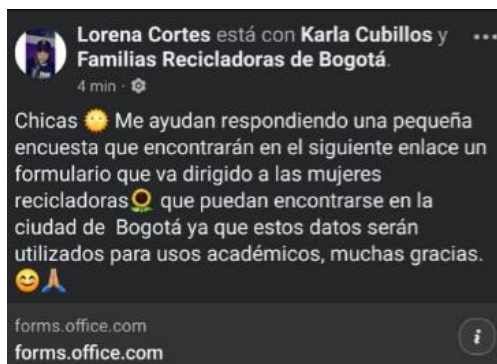 Lorena Cortes está con Karla Cubillos y
Familias Recicladoras de Bogotá.
4 min ·
Chicas 🌞 Me ayudan respondiendo una pequeña
encuesta que encontrarán en el siguiente enlace un
formulario que va dirigido a las mujeres
recicladoras🌻 que puedan encontrarse en la
ciudad de Bogotá ya que estos datos serán
utilizados para usos académicos, muchas gracias.
😊🙏🏼
forms.office.com
forms.office.com